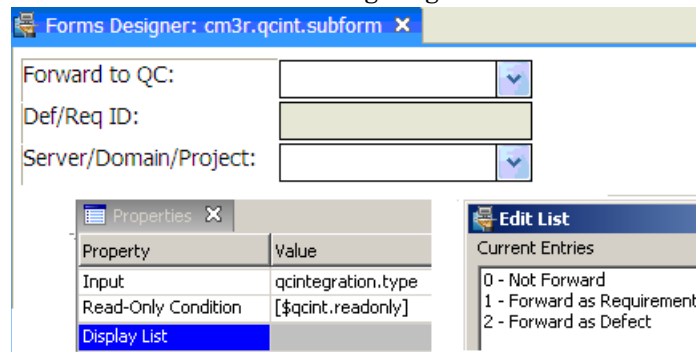 Forms Designer: cm3r.qcint.subform
Forward to QC:
Def/Req ID:
Server/Domain/Project:
Properties
Property Value
Input qcintegration.type
Read-Only Condition [$qcint.readonly]
Display List
Edit List
Current Entries
0 - Not Forward
1 - Forward as Requirement
2 - Forward as Defect